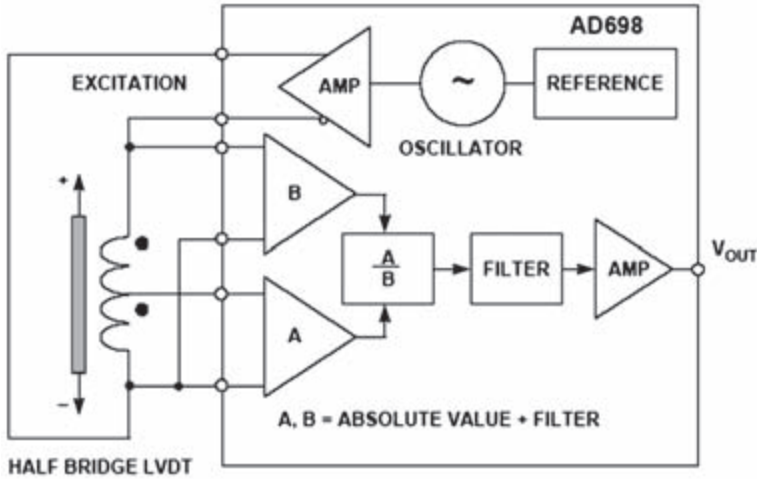 AD698
EXCITATION
AMP
~
REFERENCE
OSCILLATOR
+
B
A
B
FILTER
AMP
VOUT
A
–
A, B = ABSOLUTE VALUE + FILTER
HALF BRIDGE LVDT